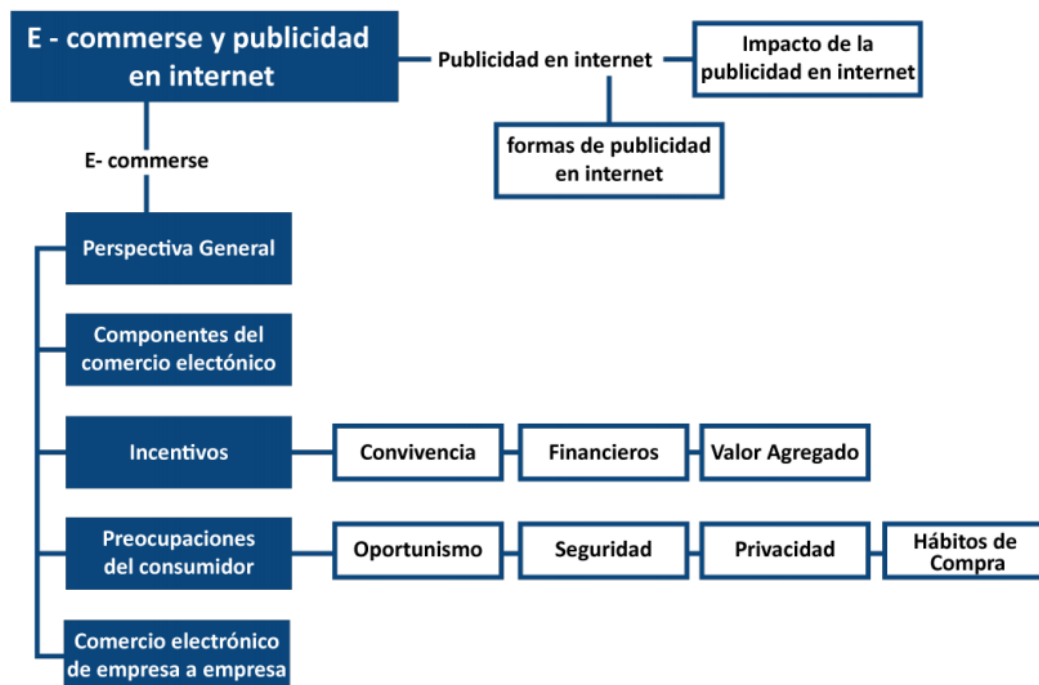 E - commerse y publicidad
en internet
Publicidad en internet
Impacto de la
publicidad en internet
formas de publicidad
en internet
E- commerse
Perspectiva General
Componentes del
comercio electónico
Incentivos
Convivencia
Financieros
Valor Agregado
Preocupaciones
del consumidor
Oportunismo
Seguridad
Privacidad
Hábitos de
Compra
Comercio electrónico
de empresa a empresa